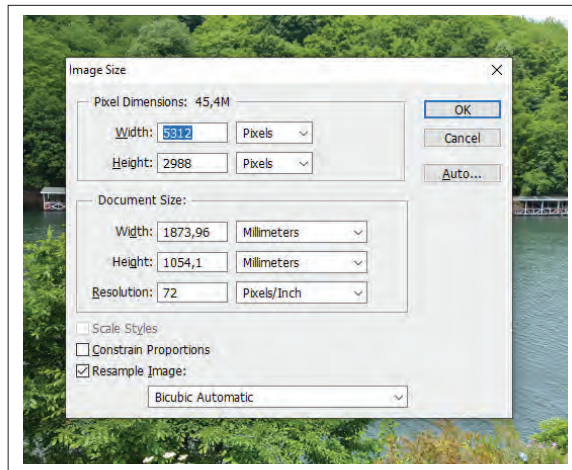 Image Size
Pixel Dimensions: 45,4M
OK
Width: 5312 Pixels
Cancel
Height: 2988 Pixels
Auto...
Document Size:
Width: 1873,96 Millimeters
Height: 1054,1 Millimeters
Resolution: 72 Pixels/Inch
Scale Styles
Constrain Proportions
Resample Image:
Bicubic Automatic